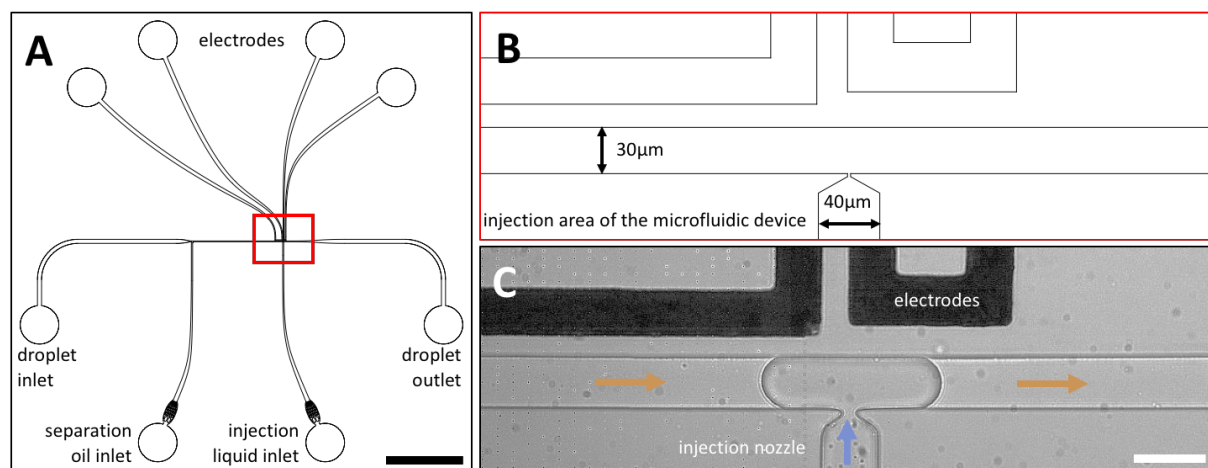 A
electrodes
droplet
inlet
droplet
outlet
separation
oil inlet
injection
liquid inlet
B
30µm
40µm
injection area of the microfluidic device
C
electrodes
injection nozzle